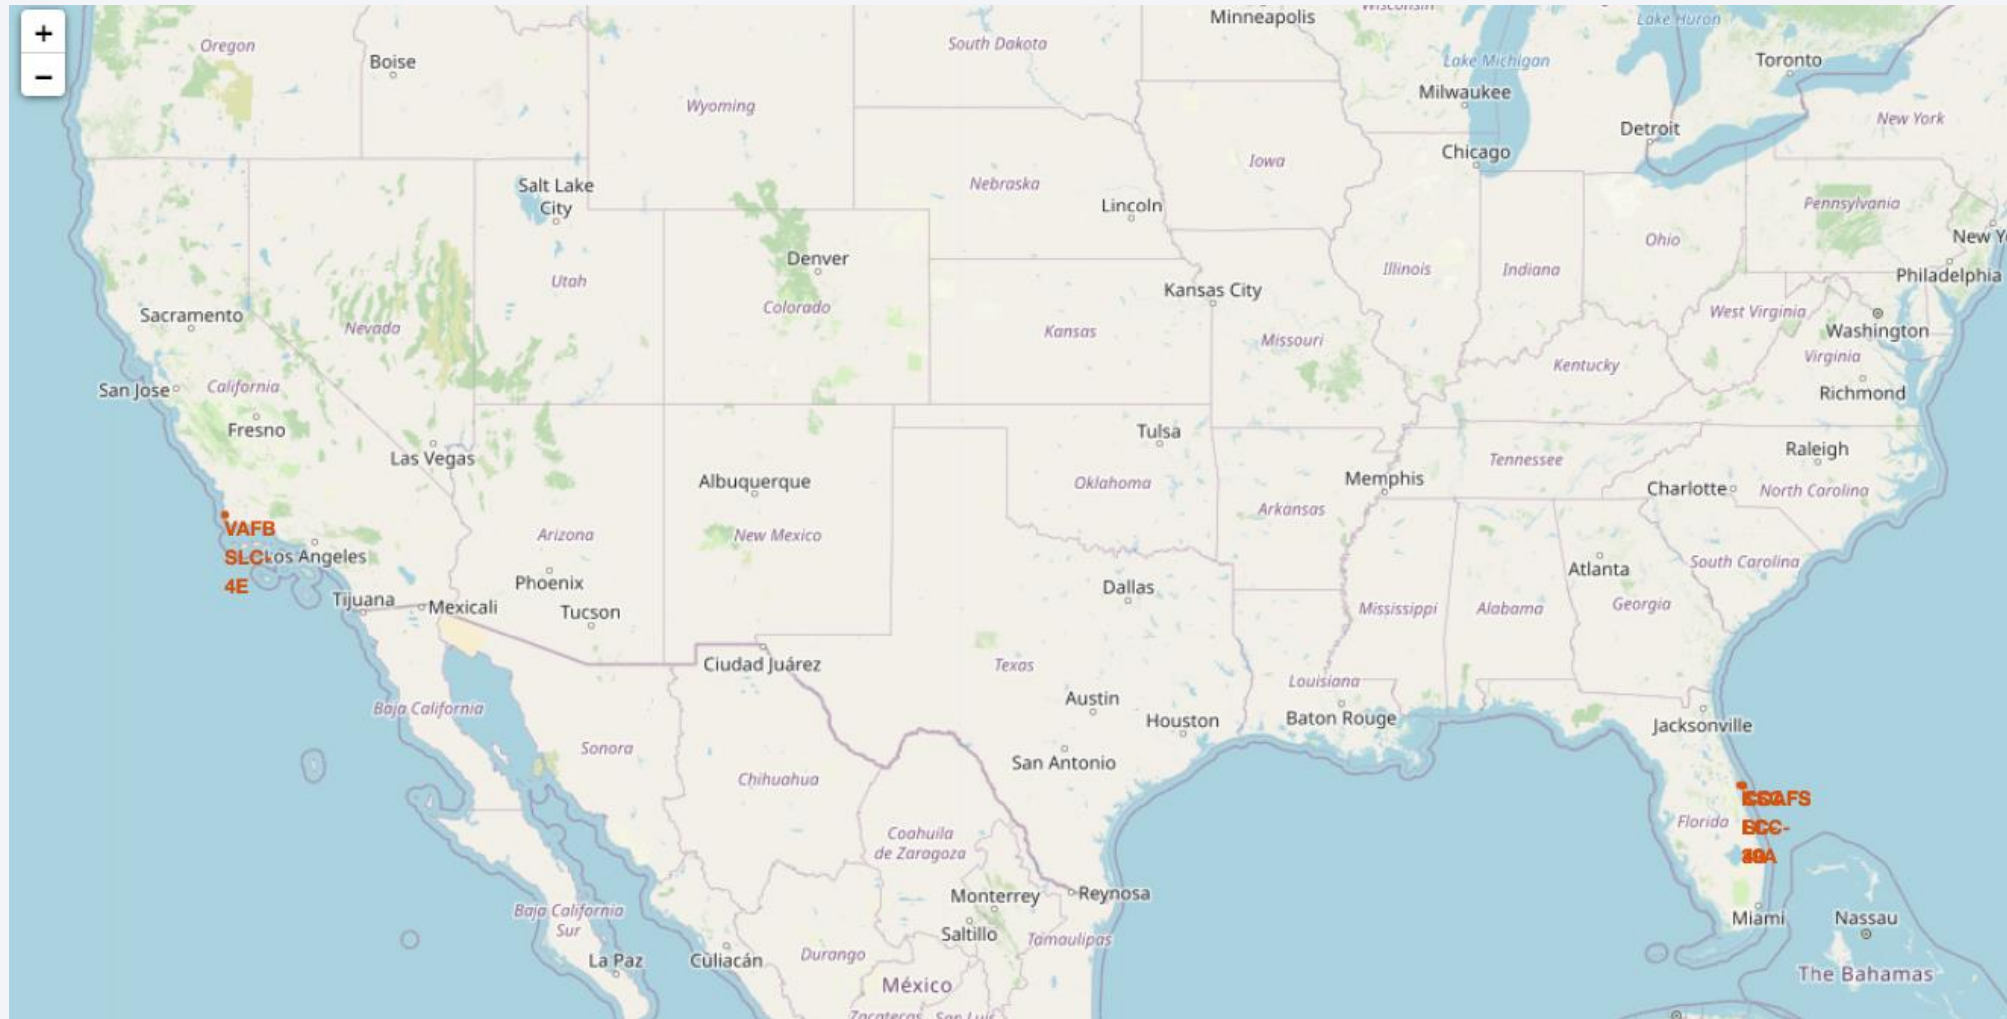 +
−
Oregon
Boise
South Dakota
Minneapolis
Wisconsin
Lake Huron
Lake Michigan
Toronto
Wyoming
Milwaukee
Detroit
New York
Chicago
Iowa
Salt Lake
City
Nebraska
Lincoln
Pennsylvania
New Y
Ohio
Denver
Utah
Illinois
Indiana
Philadelphia
Kansas City
Sacramento
Nevada
Colorado
Kansas
Missouri
West Virginia
Washington
Virginia
San Jose
California
Kentucky
Richmond
Fresno
Las Vegas
Tulsa
Raleigh
Albuquerque
Oklahoma
Memphis
Tennessee
Charlotte
North Carolina
Arkansas
VAFB
SLC-
4E
Los Angeles
Arizona
New Mexico
Phoenix
Dallas
Atlanta
South Carolina
Tijuana
Mexicali
Tucson
Mississippi
Alabama
Georgia
Ciudad Juárez
Texas
Louisiana
Baja California
Austin
Houston
Baton Rouge
Jacksonville
Sonora
Chihuahua
San Antonio
Florida
Coahuila
de Zaragoza
Monterrey
Reynosa
Miami
Nassau
Baja California
Sur
Saltillo
Tamaulipas
La Paz
Culiacán
Durango
México
The Bahamas
Zacatecas
San Luis